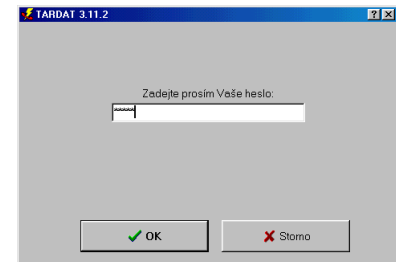 TARDAT 3.11.2
Zadejte prosím Vaše heslo:
*****
OK
Storno